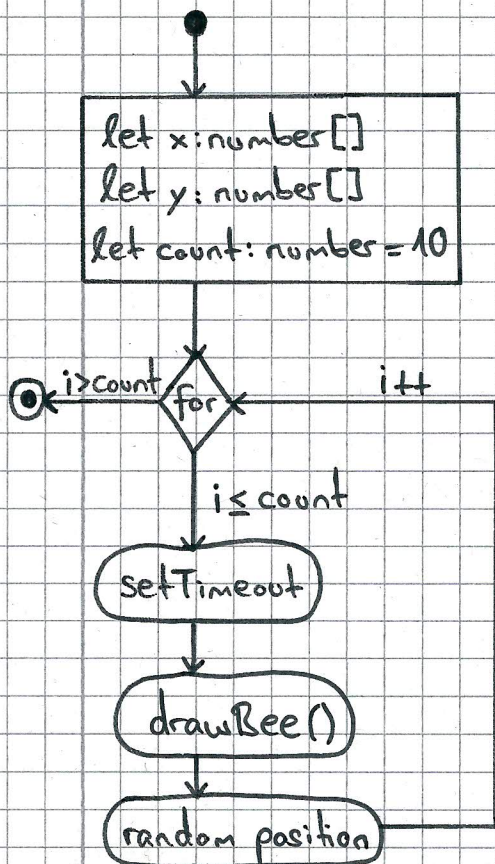 let x: number []
let y: number []
let count: number = 10
i>count
for
i++
i ≤ count
setTimeout
drawBee()
random position